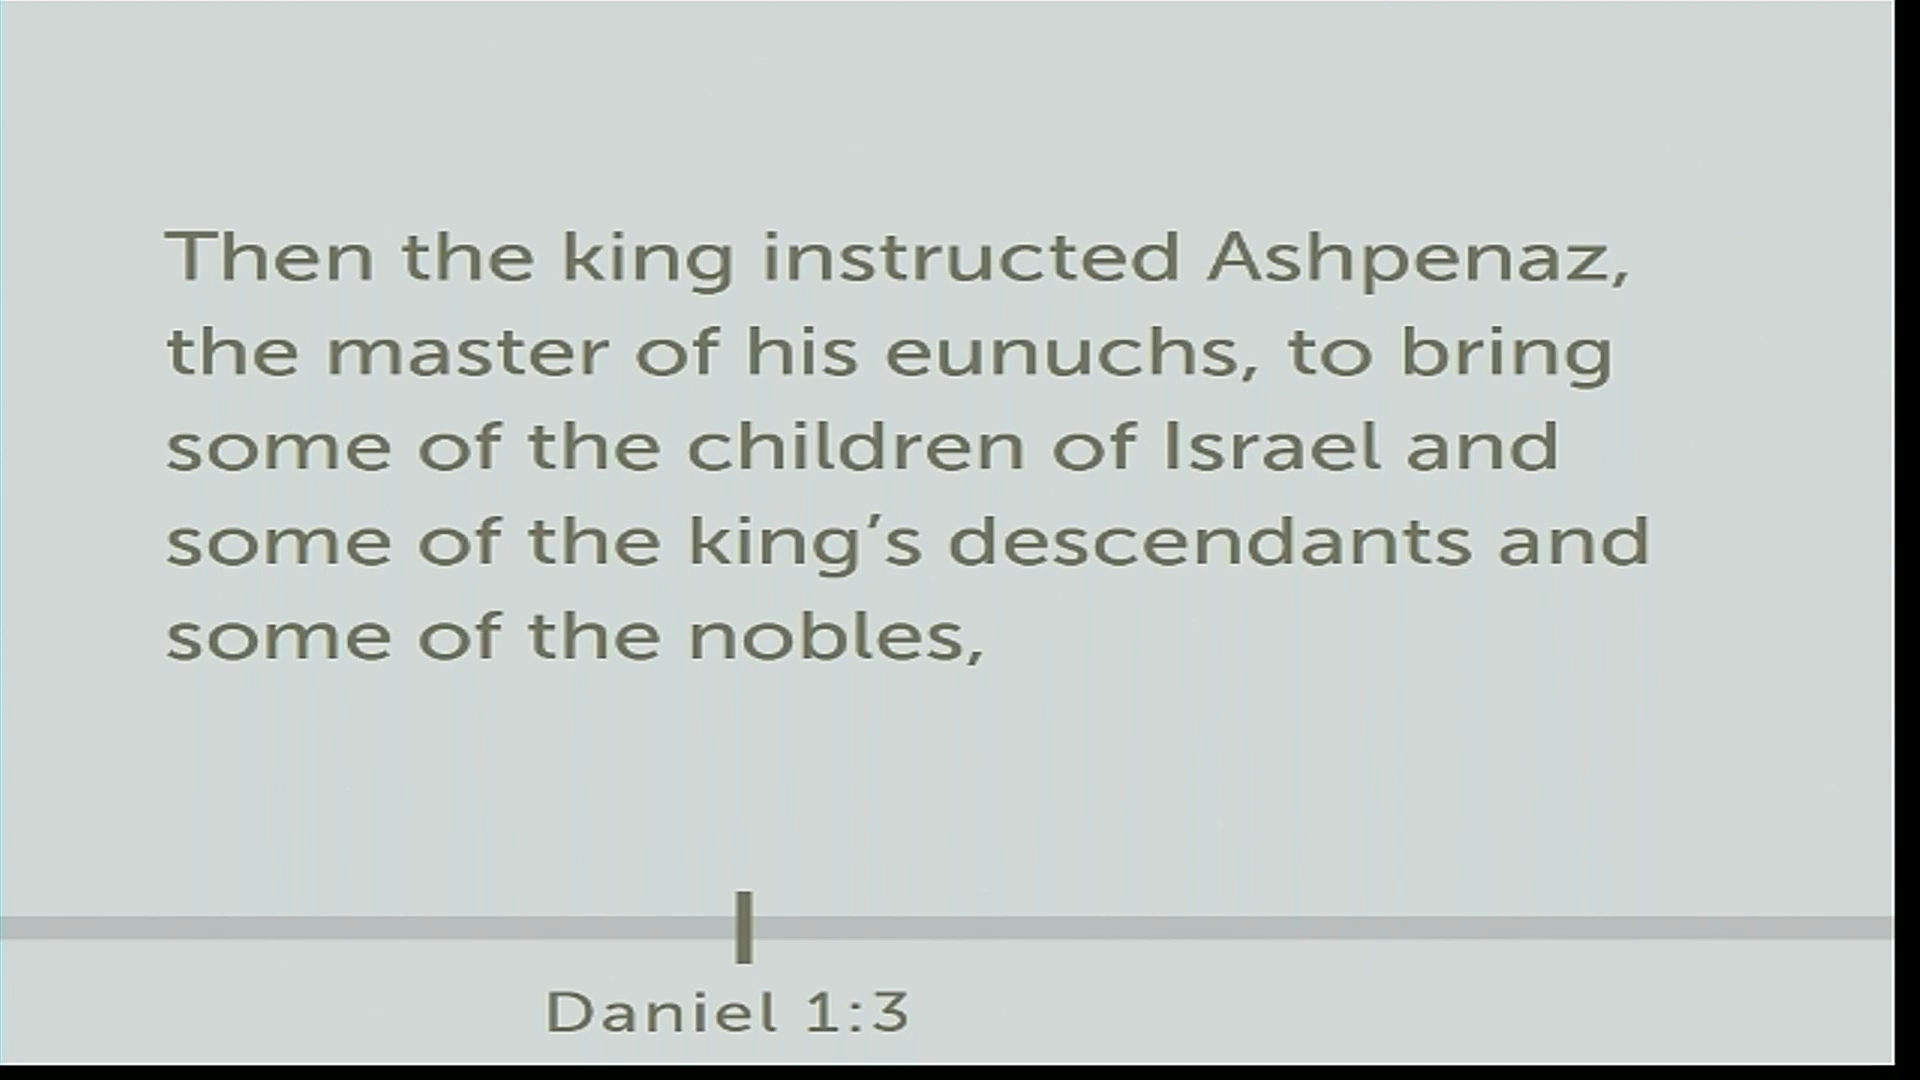 Then the king instructed Ashpenaz,
the master of his eunuchs, to bring
some of the children of Israel and
some of the king’s descendants and
some of the nobles,
Daniel 1:3